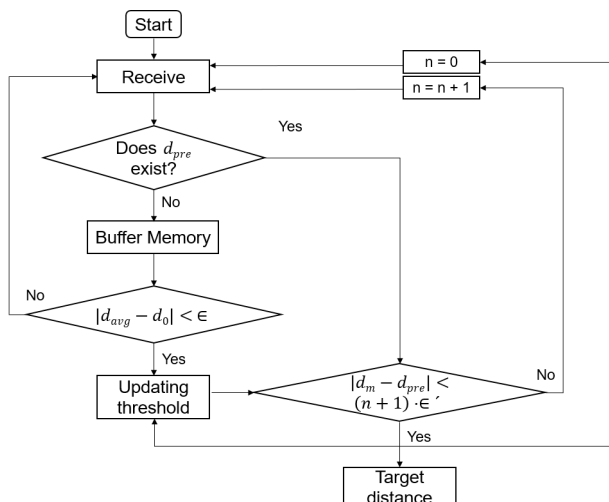 Start
Receive
n = 0
n = n + 1
Yes
Does d_pre
exist?
No
Buffer Memory
No
|d_avg − d_0| < ∈
Yes
Updating
threshold
|d_m − d_pre| <
(n + 1) ·∈ ´
No
Yes
Target
distance